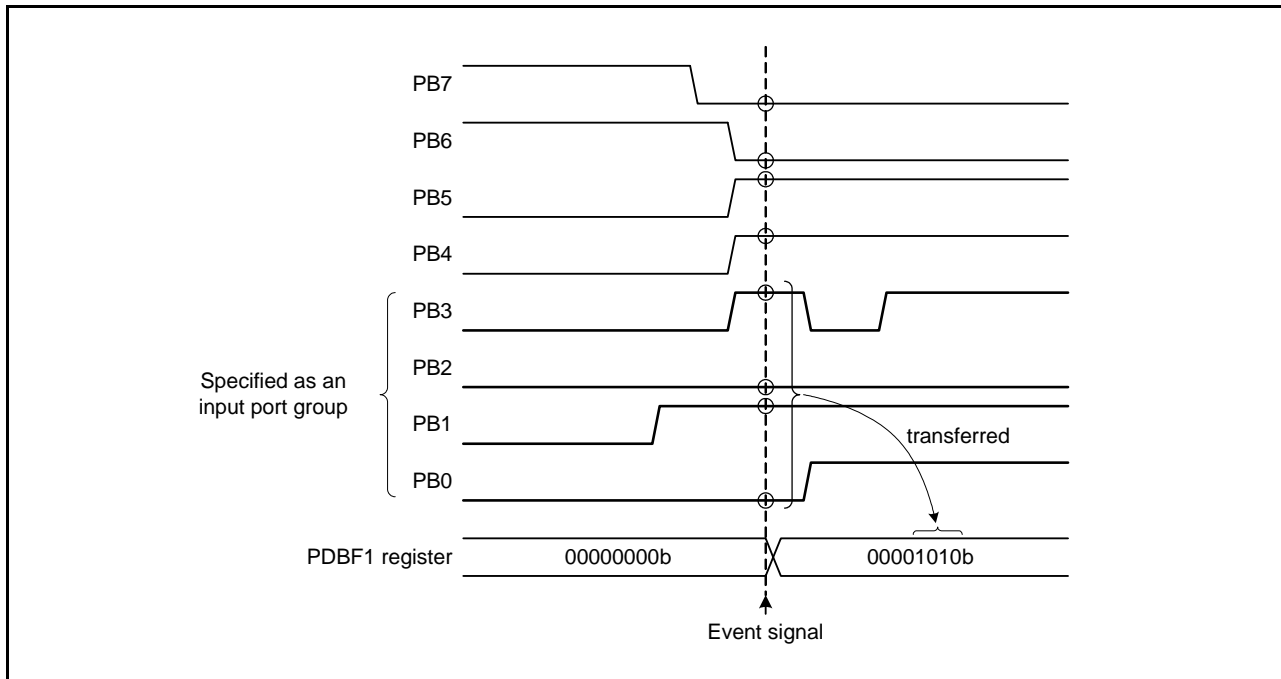 PB7
PB6
PB5
PB4
PB3
PB2
Specified as an
input port group
PB1
transferred
PB0
PDBF1 register
00000000b
00001010b
Event signal